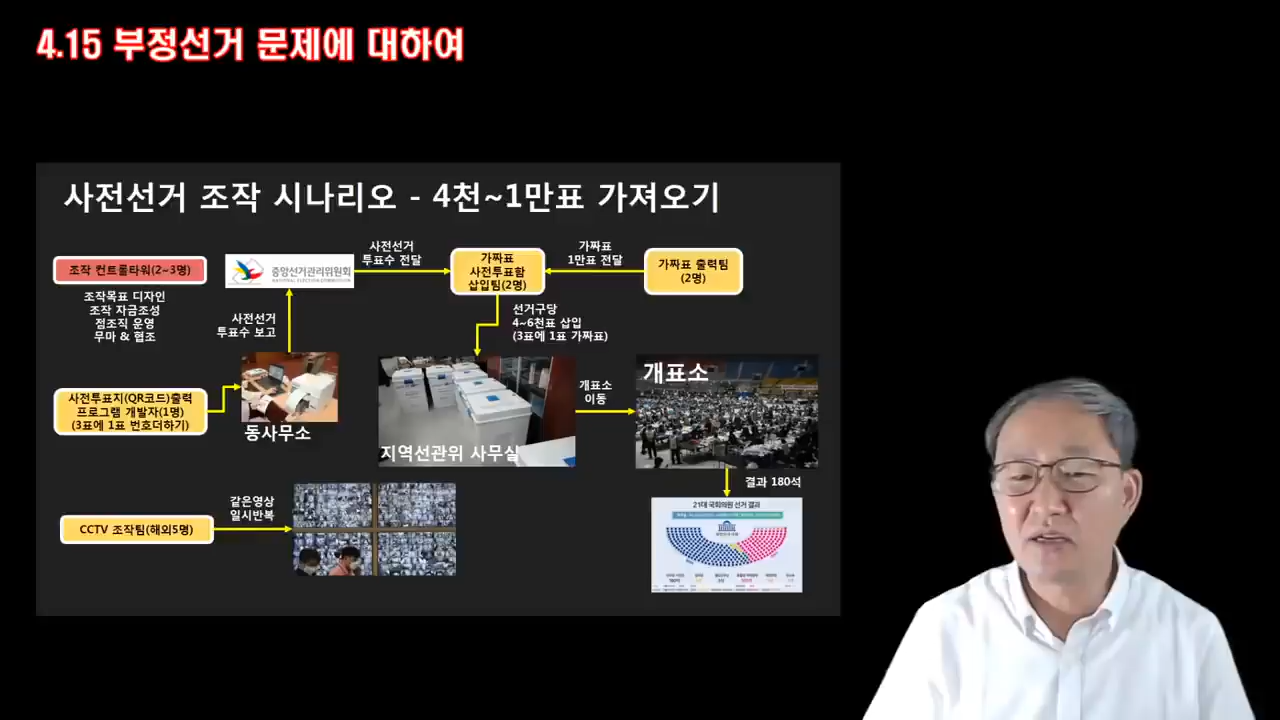 4.15 부정선거 문제에 대하여
사전선거 조작 시나리오 - 4천~1만표 가져오기
조작 컨트롤타워(2~3명)
조작목표 디자인
조작 자금조성
점조직 운영
무마 & 협조
중앙선거관리위원회
NATIONAL ELECTION COMMISSION
사전선거
투표수 전달
가짜표
사전투표함
삽입팀(2명)
가짜표
1만표 전달
가짜표 출력팀
(2명)
사전선거
투표수 보고
선거구당
4~6천표 삽입
(3표에 1표 가짜표)
사전투표지(QR코드)출력
프로그램 개발자(1명)
(3표에 1표 번호더하기)
동사무소
지역선관위 사무실
개표소
이동
개표소
결과 180석
CCTV 조작팀(해외5명)
같은영상
일시반복
21대 국회의원 선거 결과